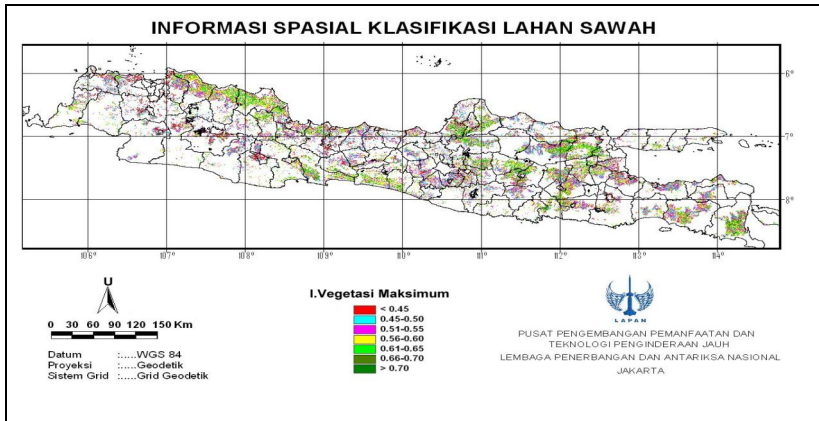 INFORMASI SPASIAL KLASIFIKASI LAHAN SAWAH
6°
7°
8°
106°
107°
108°
109°
110°
111°
112°
113°
114°
U
0 30 60 90 120 150 Km
Datum :.....WGS 84
Proyeksi :.....Geodetik
Sistem Grid :.....Grid Geodetik
I.Vegetasi Maksimum
< 0.45
0.45-0.50
0.51-0.55
0.56-0.60
0.61-0.65
0.66-0.70
> 0.70
LAPAN
PUSAT PENGEMBANGAN PEMANFAATAN DAN
TEKNOLOGI PENGINDERAAN JAUH
LEMBAGA PENERBANGAN DAN ANTARIKSA NASIONAL
JAKARTA